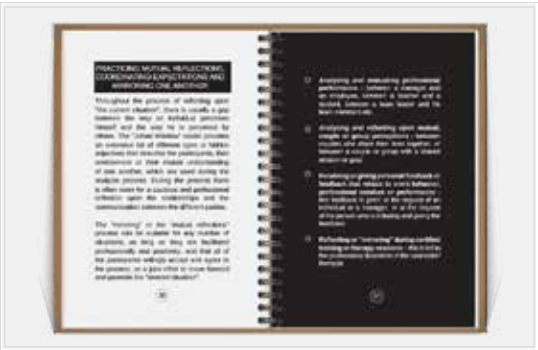 PRACTICING MUTUAL REFLECTIONS,
COORDINATING EXPECTATIONS AND
MIRRORING ONE ANOTHER
Throughout the process of reflecting upon
"the current situation", there is usually a gap
between the way an individual perceives
himself and the way he is perceived by
others. The "Johari Window" model provides
an extensive list of different open or hidden
adjectives that describe the participants, their
environment or their mutual understanding
of one another, which are used during the
analysis process. During the process there
is often room for a cautious and professional
reflection upon the relationships and the
communication between the different parties.
The "mirroring" or the "mutual reflections"
process can be suitable for any number of
situations, as long as they are facilitated
professionally and positively, and that all of
the participants willingly accept and agree to
the process, as a joint effort to move forward
and promote the "desired situation".
Analyzing and evaluating professional
performance - between a manager and
an employee, between a teacher and a
student, between a team leader and his
team members etc.
Analyzing and reflecting upon mutual,
couple or group perceptions - between
couples who share their lives together, or
between a couple or group with a shared
mission or goal.
Receiving or giving personal feedback or
feedback that relates to work behavior,
professional conduct or performance -
the feedback is given at the request of an
individual or a manager, or at the request
of the person who is and giving the
feedback.
Reflecting or "mirroring" during certified
training or therapy sessions - this is led by
the professional discretion of the counselor/
therapist.